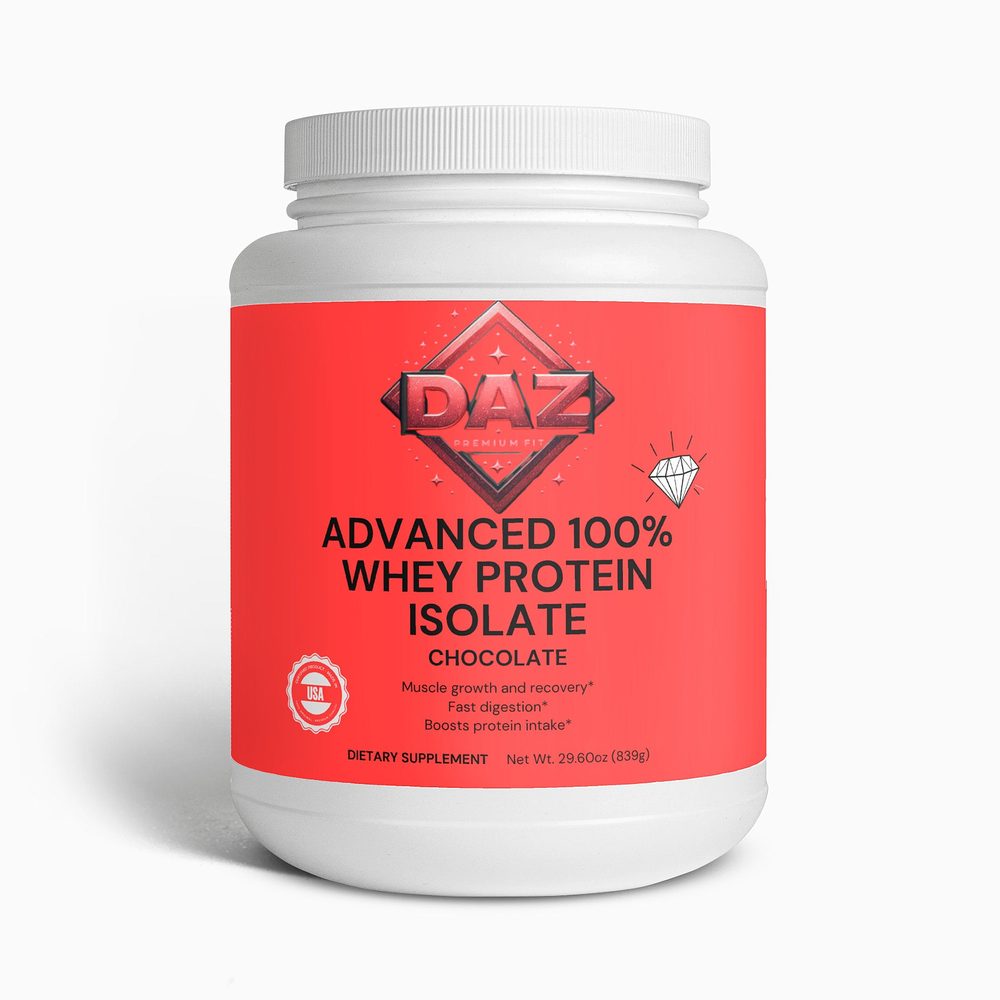 DAZ
PREMIUM FIT
ADVANCED 100%
WHEY PROTEIN
ISOLATE
CHOCOLATE
Muscle growth and recovery*
Fast digestion*
Boosts protein intake*
USA
DIETARY SUPPLEMENT Net Wt. 29.60oz (839g)